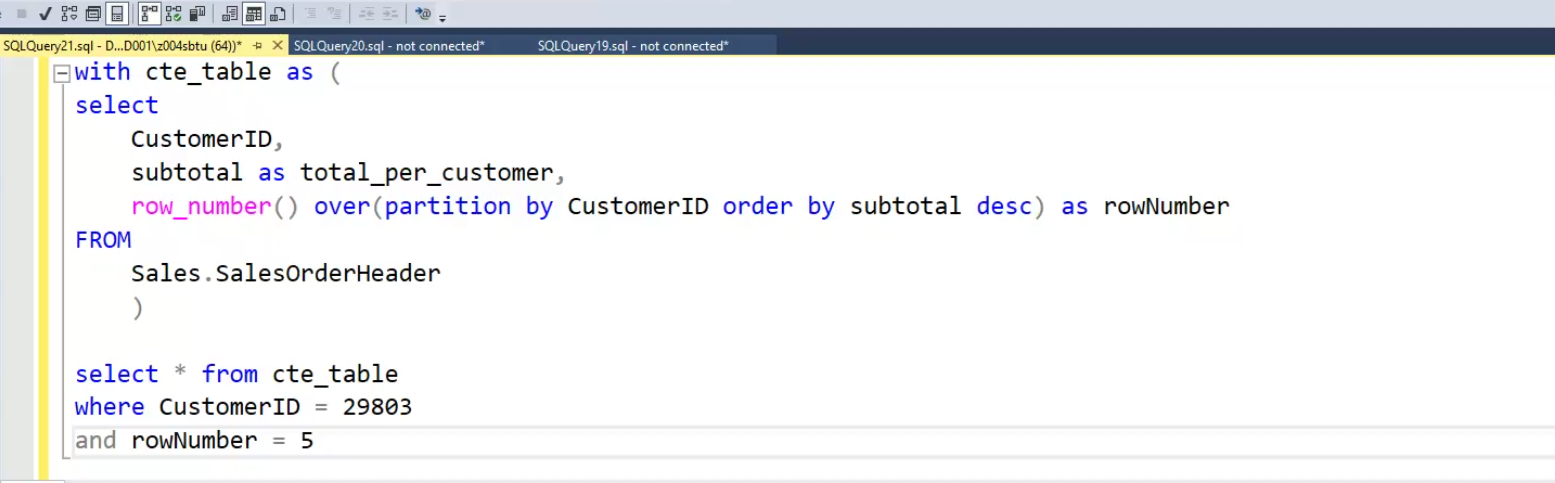 SQLQuery21.sql - D...D001\z004sbtu (64))* SQLQuery20.sql - not connected* SQLQuery19.sql - not connected*
with cte_table as (
select
CustomerID,
subtotal as total_per_customer,
row_number() over(partition by CustomerID order by subtotal desc) as rowNumber
FROM
Sales.SalesOrderHeader
)
select * from cte_table
where CustomerID = 29803
and rowNumber = 5